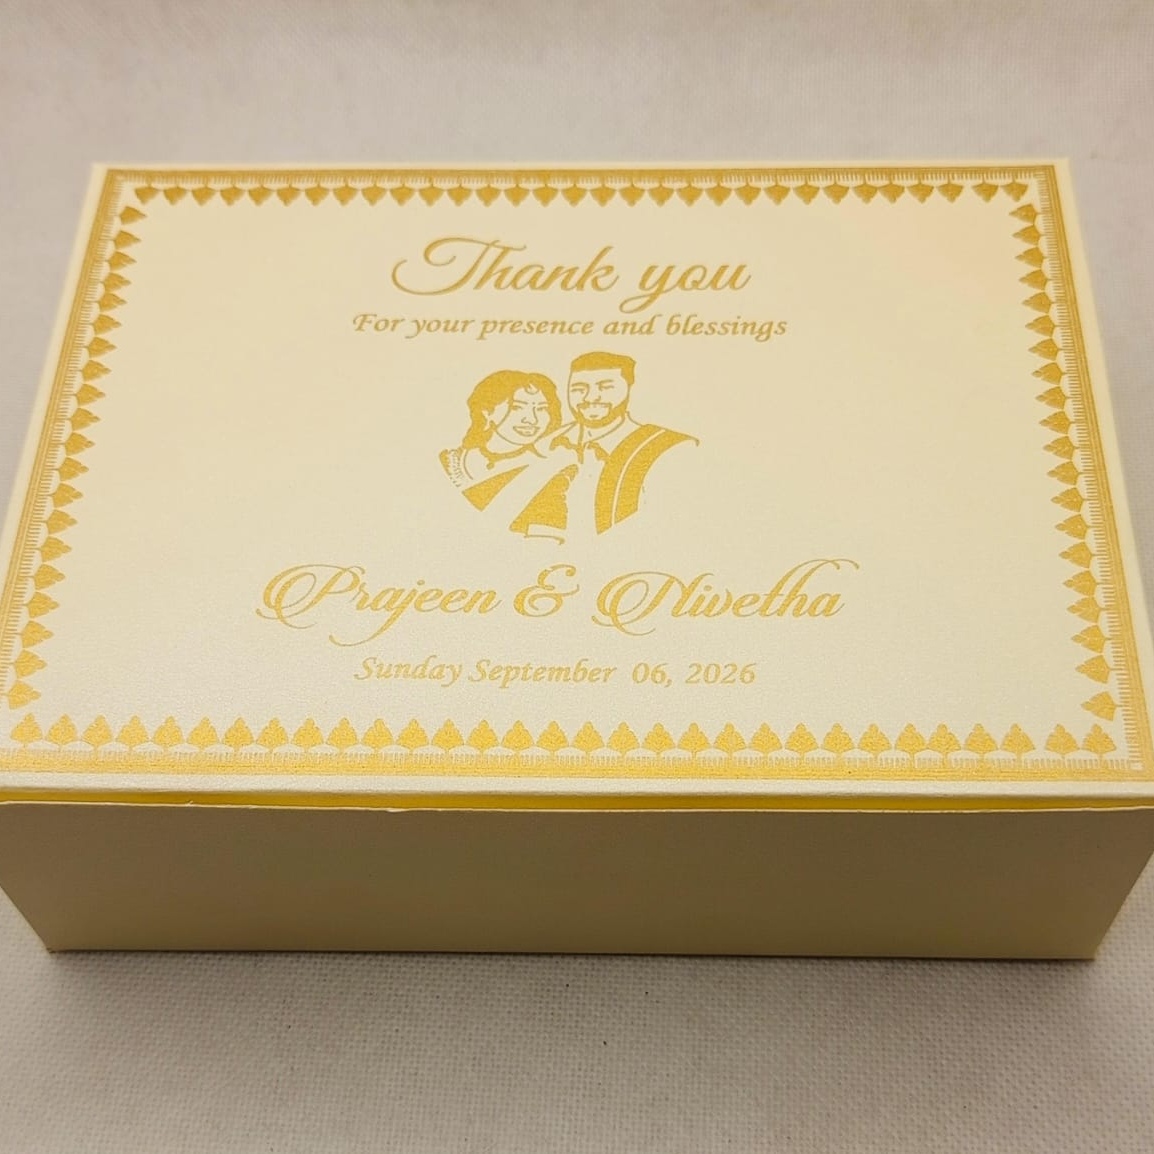 Thank you
For your presence and blessings
Prajeen & Nivetha
Sunday September 06, 2026